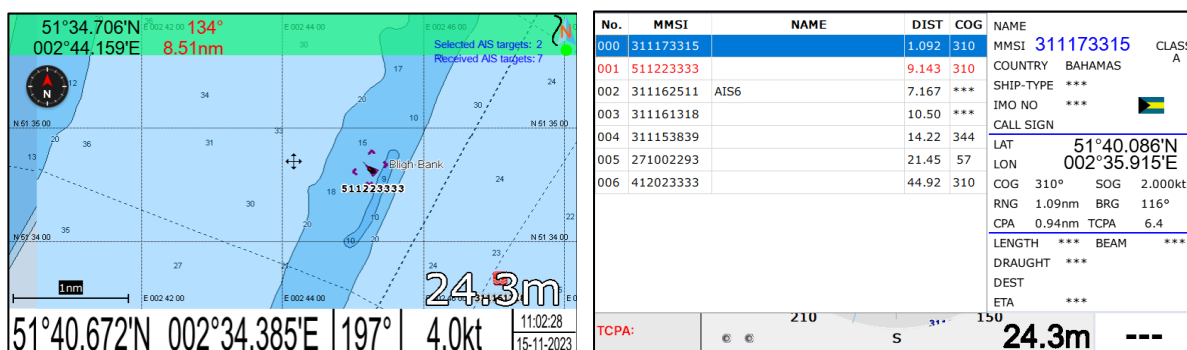 51°34.706'N 134°
002°44.159'E 8.51nm
E 002 42 00
E 002 44 00
E 002 46 00
N
Selected AIS targets: 2
Received AIS targets: 7
30
17
24
12
N
34
20
30
10
N 51 35 00
N 51 35 00
33
20
36
31
15
13
Bligh-Bank
9
511223333
18
24
30
20
10
22
35
N 51 34 00
10
20
N 51 34 00
23
27
24
1nm
24.3m
E 002 42 00
E 002 44 00
51°40.672'N 002°34.385'E 197° 4.0kt
11:02:28
15-11-2023
No. MMSI NAME DIST COG
000 311173315 1.092 310
001 511223333 9.143 310
002 311162511 AIS6 7.167 ***
003 311161318 10.50 ***
004 311153839 14.22 344
005 271002293 21.45 57
006 412023333 44.92 310
NAME
MMSI 311173315 CLASS
A
COUNTRY BAHAMAS
SHIP-TYPE ***
IMO NO ***
CALL SIGN
LAT 51°40.086'N
LON 002°35.915'E
COG 310° SOG 2.000kt
RNG 1.09nm BRG 116°
CPA 0.94nm TCPA 6.4
LENGTH *** BEAM ***
DRAUGHT ***
DEST
ETA ***
TCPA:
210
S
150
24.3m ---